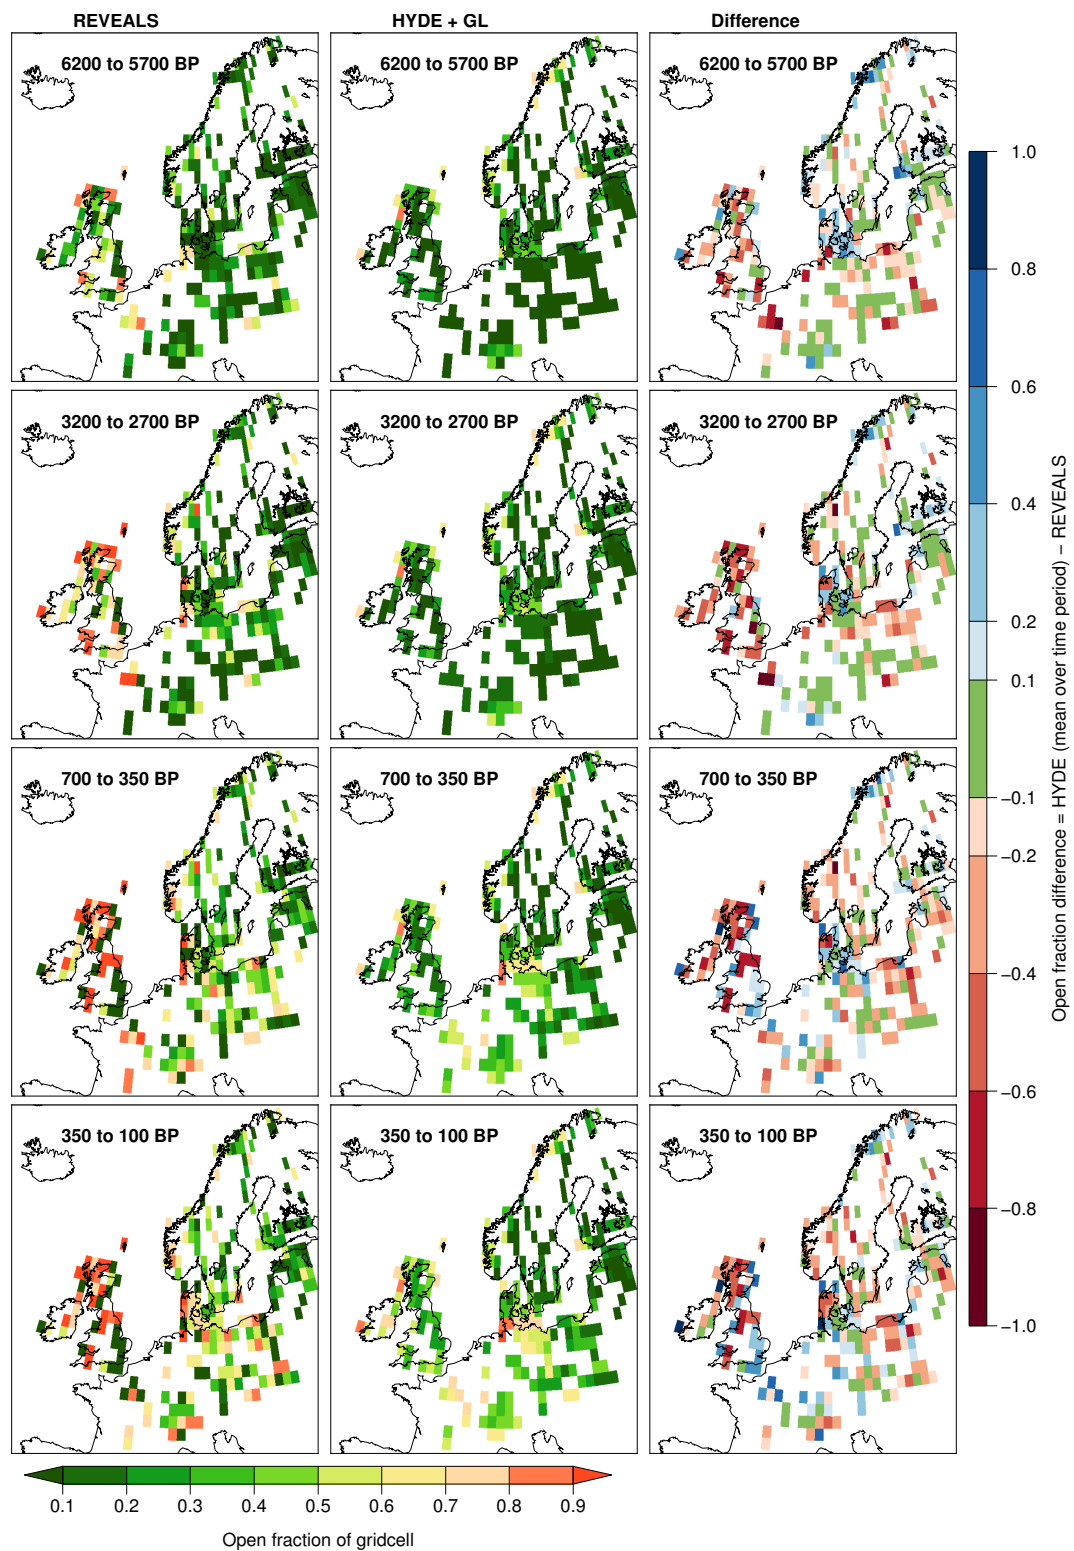 REVEALS HYDE + GL Difference
6200 to 5700 BP 6200 to 5700 BP 6200 to 5700 BP
3200 to 2700 BP 3200 to 2700 BP 3200 to 2700 BP
700 to 350 BP 700 to 350 BP 700 to 350 BP
350 to 100 BP 350 to 100 BP 350 to 100 BP
1.0
0.8
0.6
0.4
0.2
0.1
−0.1
−0.2
−0.4
−0.6
−0.8
−1.0
Open fraction difference = HYDE (mean over time period) − REVEALS
0.1 0.2 0.3 0.4 0.5 0.6 0.7 0.8 0.9
Open fraction of gridcell